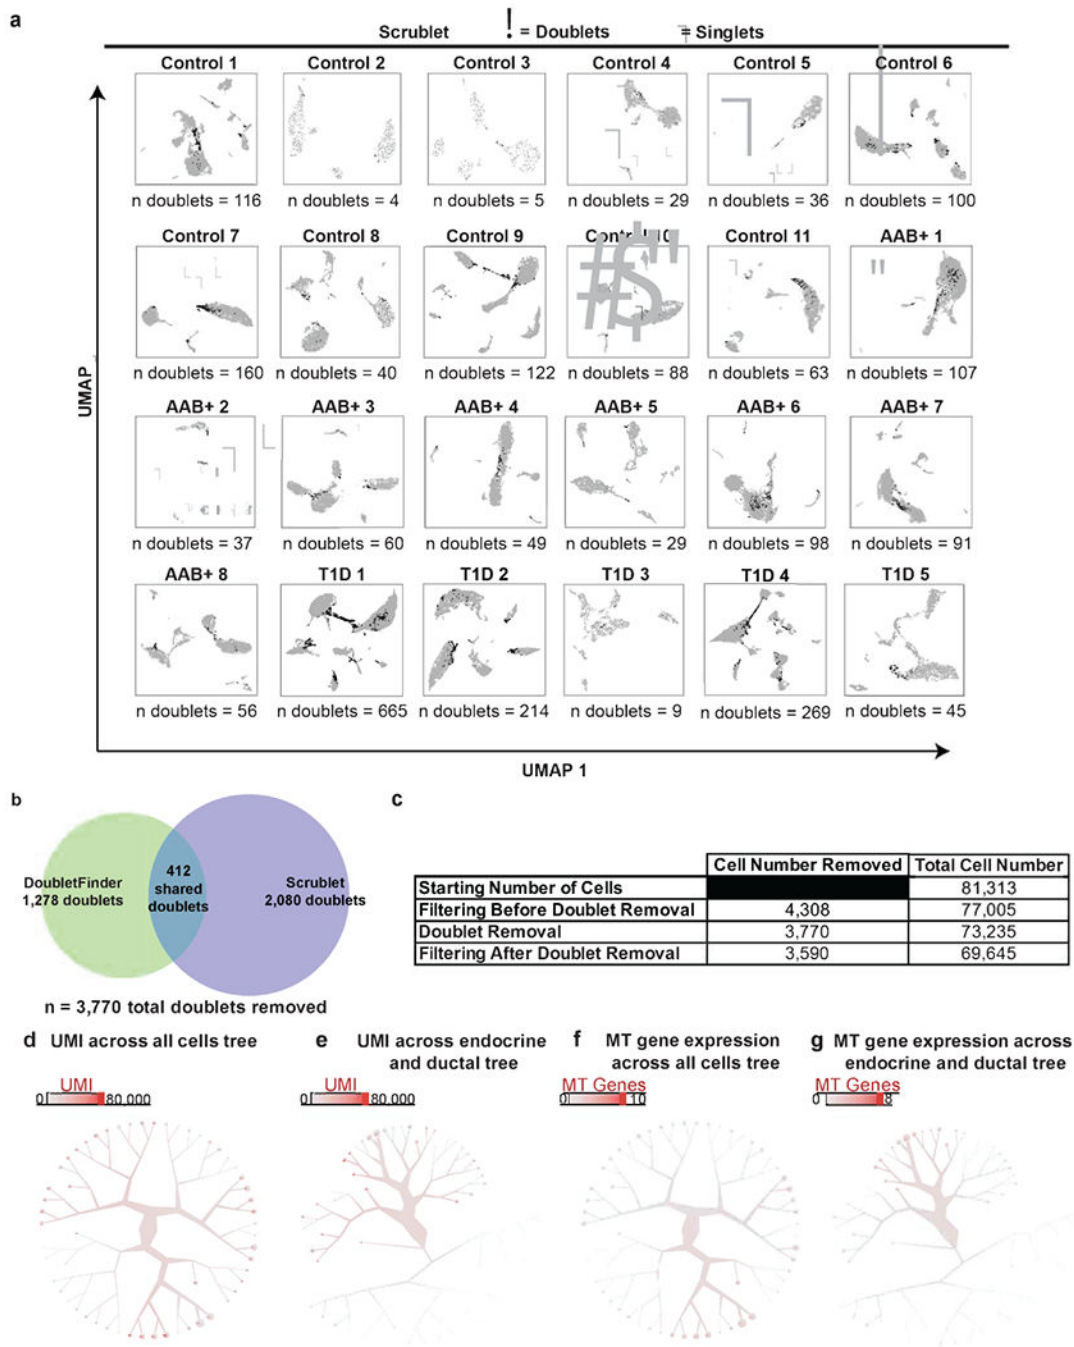 a
Scrublet ! = Doublets = Singlets
Control 1 Control 2 Control 3 Control 4 Control 5 Control 6
n doublets = 116 n doublets = 4 n doublets = 5 n doublets = 29 n doublets = 36 n doublets = 100
Control 7 Control 8 Control 9 Control 10 Control 11 AAB+ 1
#$"
"
n doublets = 160 n doublets = 40 n doublets = 122 n doublets = 88 n doublets = 63 n doublets = 107
UMAP
AAB+ 2 AAB+ 3 AAB+ 4 AAB+ 5 AAB+ 6 AAB+ 7
n doublets = 37 n doublets = 60 n doublets = 49 n doublets = 29 n doublets = 98 n doublets = 91
AAB+ 8 T1D 1 T1D 2 T1D 3 T1D 4 T1D 5
n doublets = 56 n doublets = 665 n doublets = 214 n doublets = 9 n doublets = 269 n doublets = 45
UMAP 1
b
DoubletFinder
1,278 doublets
412
shared
doublets
Scrublet
2,080 doublets
n = 3,770 total doublets removed
c
Cell Number Removed Total Cell Number
Starting Number of Cells 81,313
Filtering Before Doublet Removal 4,308 77,005
Doublet Removal 3,770 73,235
Filtering After Doublet Removal 3,590 69,645
d UMI across all cells tree
UMI
0 80,000
e UMI across endocrine
and ductal tree
UMI
0 80,000
f MT gene expression
across all cells tree
MT Genes
0 10
g MT gene expression across
endocrine and ductal tree
MT Genes
0 8